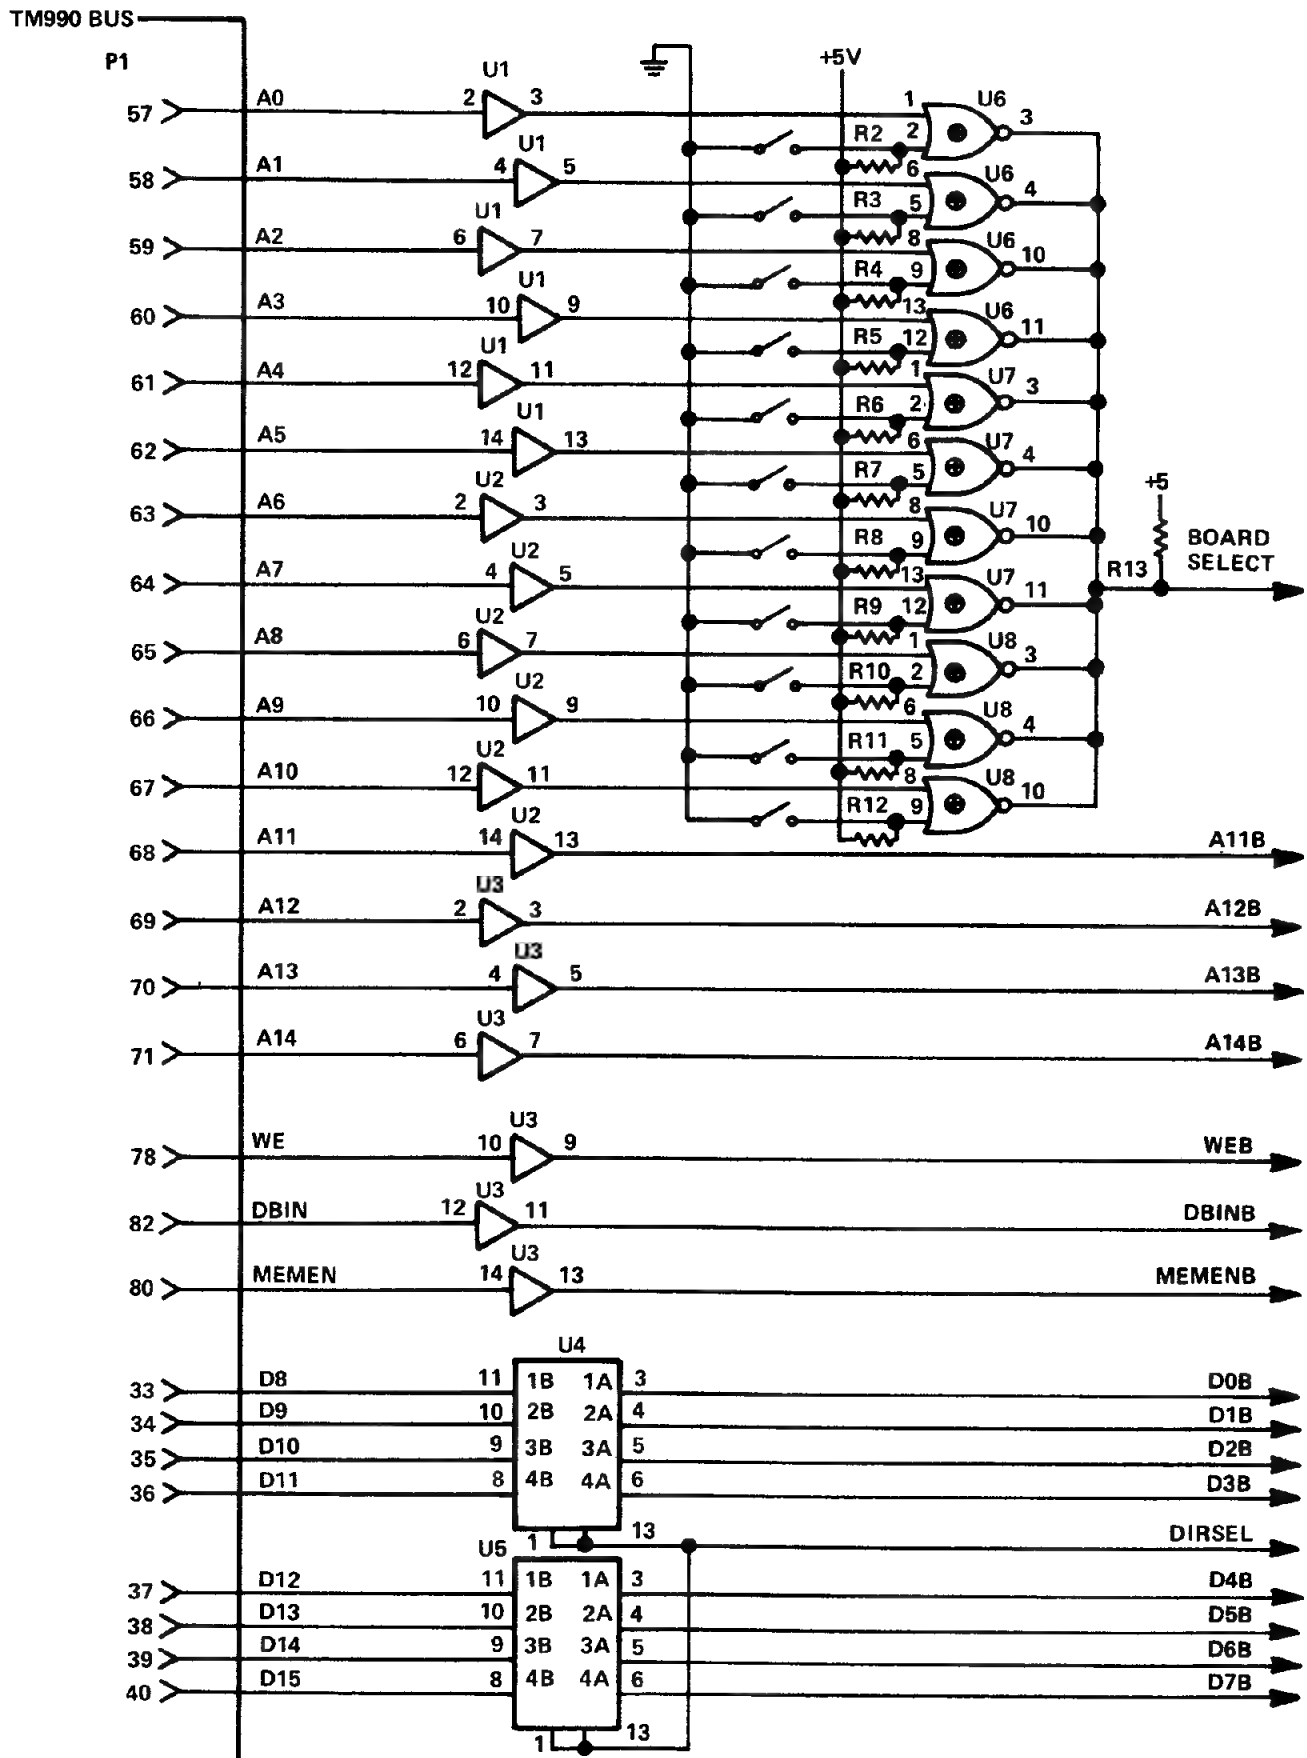 TM990 BUS
P1
+5V
57 A0 2 U1 3 1 R2 2 U6 3
58 A1 4 U1 5 6 R3 5 U6 4
59 A2 6 U1 7 8 R4 9 U6 10
60 A3 10 U1 9 13 R5 12 U6 11
61 A4 12 U1 11 1 R6 2 U7 3
62 A5 14 U1 13 6 R7 5 U7 4
+5
63 A6 2 U2 3 8 R8 9 U7 10
BOARD
SELECT
R13
64 A7 4 U2 5 13 R9 12 U7 11
65 A8 6 U2 7 1 R10 2 U8 3
66 A9 10 U2 9 6 R11 5 U8 4
67 A10 12 U2 11 8 R12 9 U8 10
68 A11 14 U2 13 A11B
69 A12 2 U3 3 A12B
70 A13 4 U3 5 A13B
71 A14 6 U3 7 A14B
78 WE 10 U3 9 WEB
82 DBIN 12 U3 11 DBINB
80 MEMEN 14 U3 13 MEMENB
U4
33 D8 11 1B 1A 3 D0B
34 D9 10 2B 2A 4 D1B
35 D10 9 3B 3A 5 D2B
36 D11 8 4B 4A 6 D3B
1 13 DIRSEL
U5
37 D12 11 1B 1A 3 D4B
38 D13 10 2B 2A 4 D5B
39 D14 9 3B 3A 5 D6B
40 D15 8 4B 4A 6 D7B
1 13